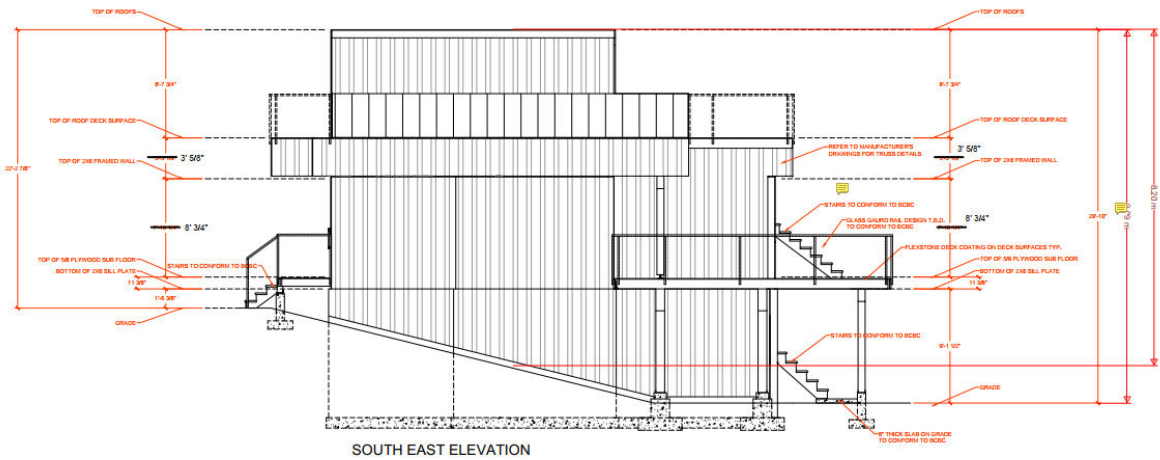 TOP OF ROOFS
TOP OF ROOFS
8'-7 3/4"
8'-7 3/4"
TOP OF ROOF DECK SURFACE
TOP OF ROOF DECK SURFACE
3' 5/8"
3' 5/8"
REFER TO MANUFACTURER'S
DRAWINGS FOR TRUSS DETAILS
TOP OF 2X6 FRAMED WALL
TOP OF 2X6 FRAMED WALL
22'-2 7/8"
8.20 m
STAIRS TO CONFORM TO BCBC
GLASS GAURD RAIL DESIGN T.B.D.
TO CONFORM TO BCBC
8' 3/4"
8' 3/4"
29'-10"
FLEXSTONE DECK COATING ON DECK SURFACES TYP.
TOP OF 5/8 PLYWOOD SUB FLOOR
TOP OF 5/8 PLYWOOD SUB FLOOR
BOTTOM OF 2X6 SILL PLATE
STAIRS TO CONFORM TO BCBC
BOTTOM OF 2X6 SILL PLATE
11 3/8"
11 3/8"
1'-6 3/8"
GRADE
STAIRS TO CONFORM TO BCBC
9'-1 1/2"
GRADE
8" THICK SLAB ON GRADE
TO CONFORM TO BCBC
SOUTH EAST ELEVATION